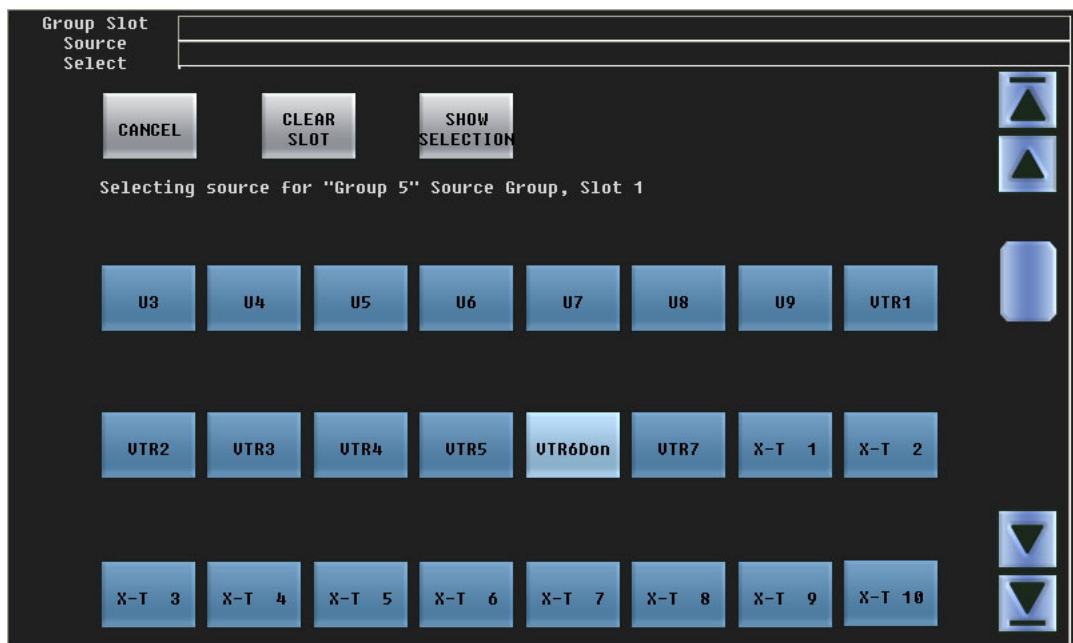 Group Slot
Source
Select
CANCEL
CLEAR
SLOT
SHOW
SELECTION
Selecting source for "Group 5" Source Group, Slot 1
U3 U4 U5 U6 U7 U8 U9 VTR1
VTR2 VTR3 VTR4 VTR5 VTR6Don VTR7 X-T 1 X-T 2
X-T 3 X-T 4 X-T 5 X-T 6 X-T 7 X-T 8 X-T 9 X-T 10